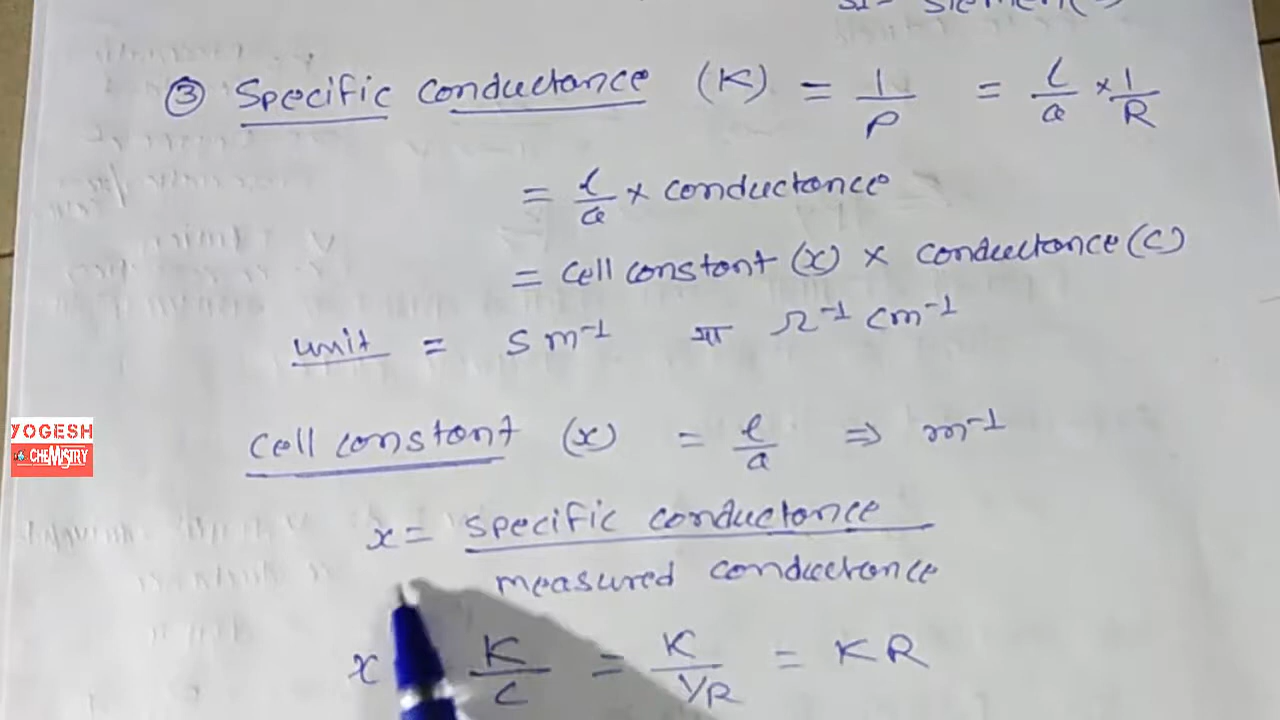 ③ Specific conductance (K) = 1/ρ = l/a × 1/R
= l/a × conductance
= cell constant (x) × conductance (C)
unit = S m⁻¹ या Ω⁻¹ cm⁻¹
cell constant (x) = l/a ⇒ m⁻¹
x = specific conductance
measured conductance
x K/C = K/1/R = KR
YOGESH
CHEMISTRY